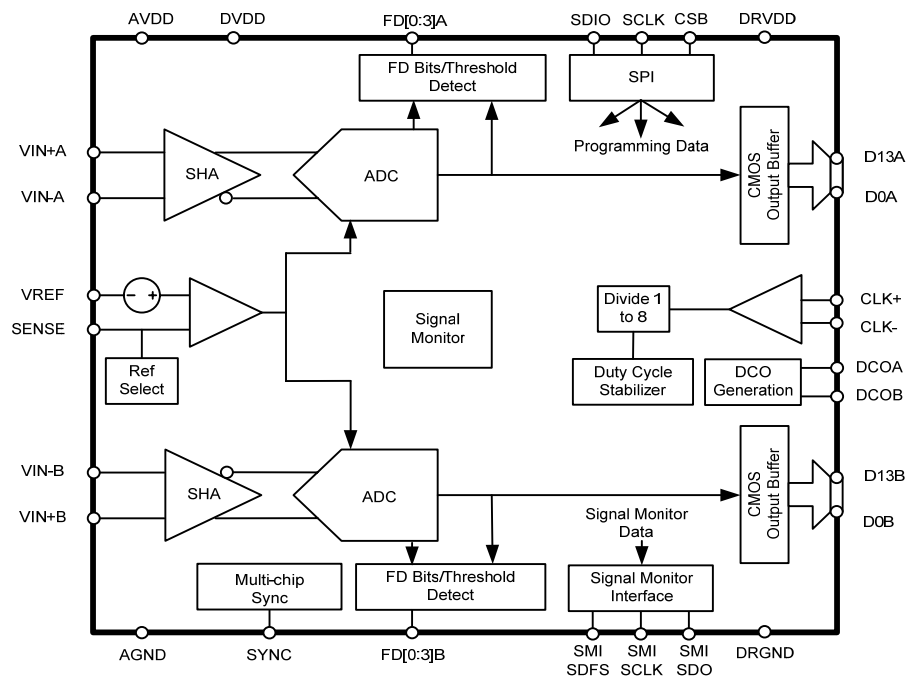 AVDD DVDD FD[0:3]A SDIO SCLK CSB DRVDD
FD Bits/Threshold
Detect
SPI
Programming Data
VIN+A
VIN-A
SHA
ADC
CMOS
Output Buffer
D13A
D0A
VREF
- +
SENSE
Ref
Select
Signal
Monitor
Divide 1
to 8
Duty Cycle
Stabilizer
DCO
Generation
CLK+
CLK-
DCOA
DCOB
VIN-B
VIN+B
SHA
ADC
CMOS
Output Buffer
D13B
D0B
Signal Monitor
Data
Multi-chip
Sync
FD Bits/Threshold
Detect
Signal Monitor
Interface
AGND SYNC FD[0:3]B
SMI
SDFS
SMI
SCLK
SMI
SDO
DRGND